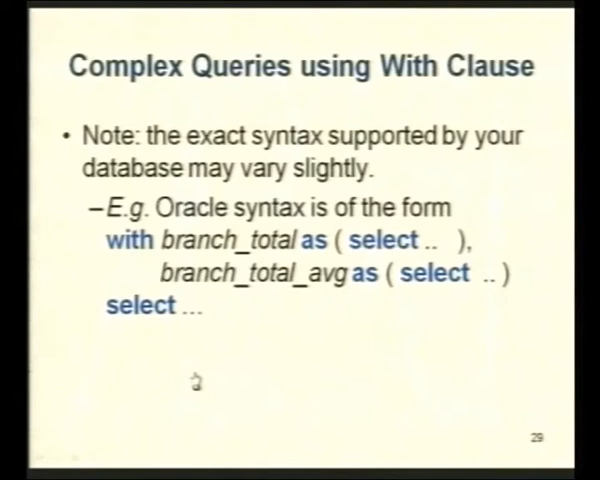 Complex Queries using With Clause
• Note: the exact syntax supported by your
database may vary slightly.
–E.g. Oracle syntax is of the form
with branch_total as ( select .. ),
branch_total_avg as ( select .. )
select ...
29